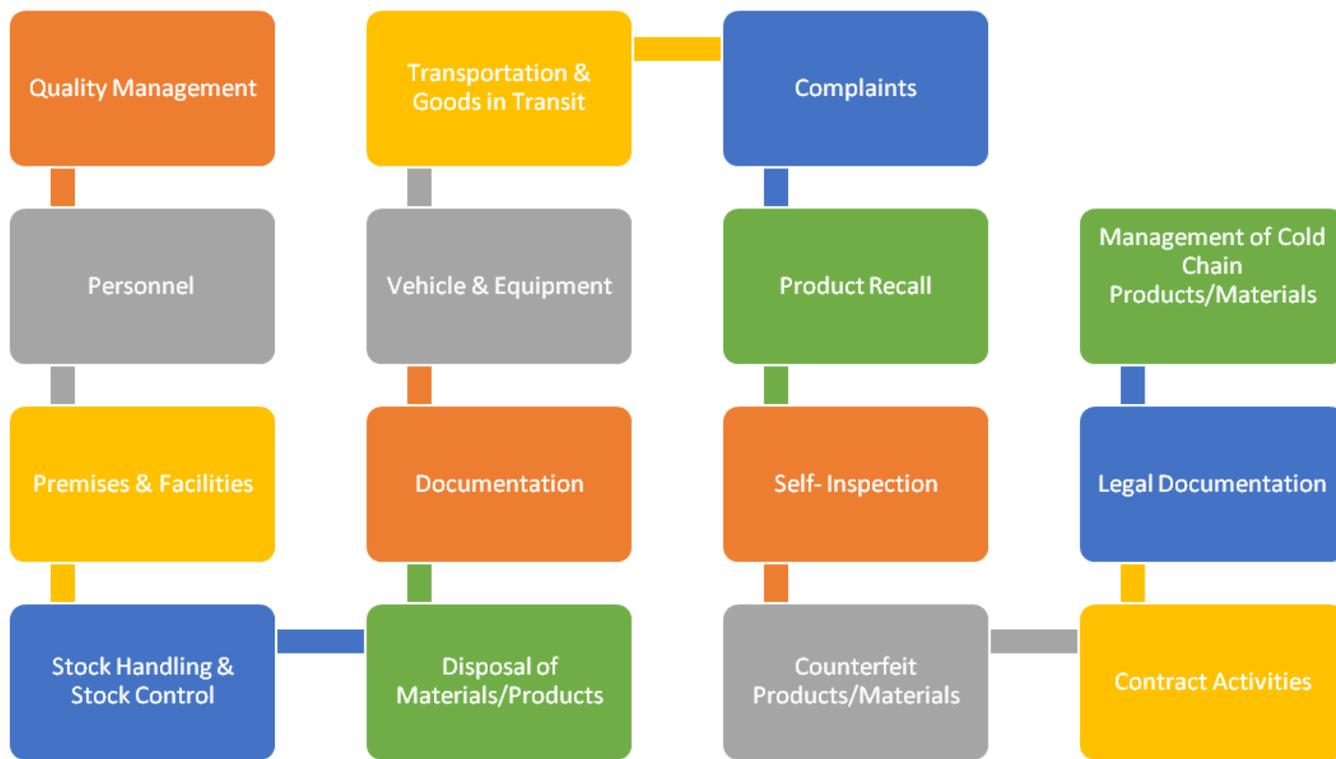 Quality Management
Personnel
Premises & Facilities
Stock Handling &
Stock Control
Disposal of
Materials/Products
Documentation
Vehicle & Equipment
Transportation &
Goods in Transit
Complaints
Product Recall
Self- Inspection
Counterfeit
Products/Materials
Contract Activities
Legal Documentation
Management of Cold
Chain
Products/Materials